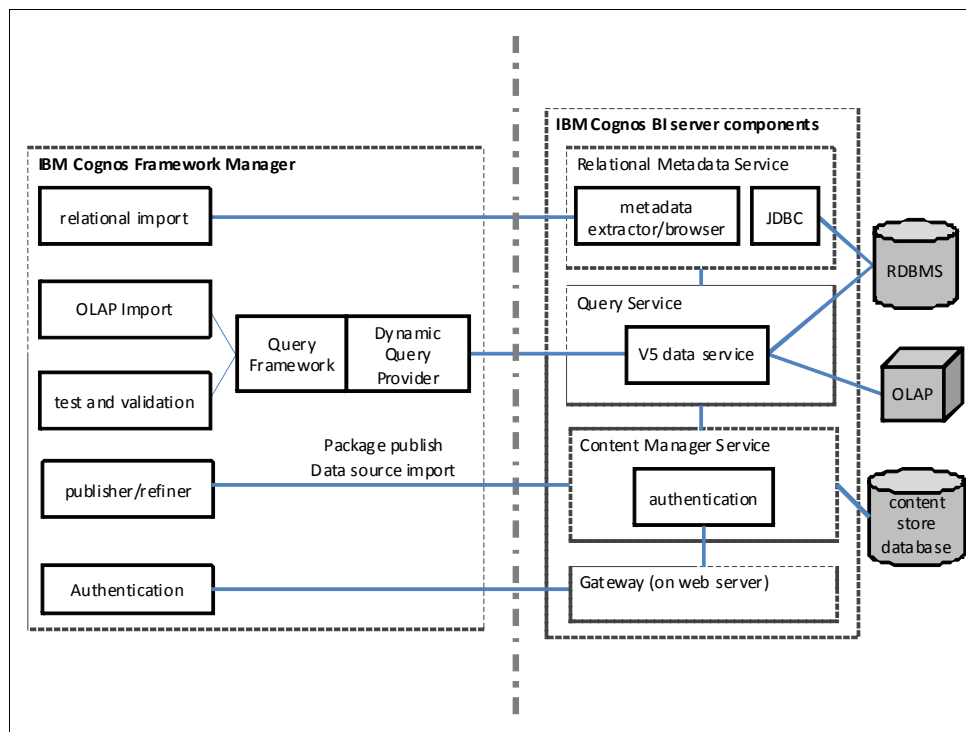 IBM Cognos Framework Manager
relational import
OLAP Import
test and validation
Query
Framework
Dynamic
Query
Provider
Package publish
Data source import
publisher/refiner
Authentication
IBM Cognos BI server components
Relational Metadata Service
metadata
extractor/browser
JDBC
Query Service
V5 data service
Content Manager Service
authentication
Gateway (on web server)
RDBMS
OLAP
content
store
database